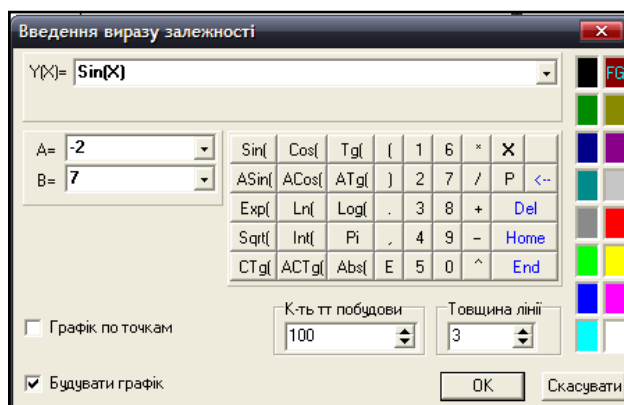 Введення виразу залежності
Y(X)= Sin(X)
FG
A= -2
B= 7
Sin( Cos( Tg( ( 1 6 * X
ASin( ACos( ATg( ) 2 7 / P <--
Exp( Ln( Log( . 3 8 + Del
Sqrt( Int( Pi , 4 9 - Home
CTg( ACTg( Abs( E 5 0 ^ End
К-ть тт побудови
Товщина лінії
Графік по точкам
100
3
Будувати графік
OK
Скасувати